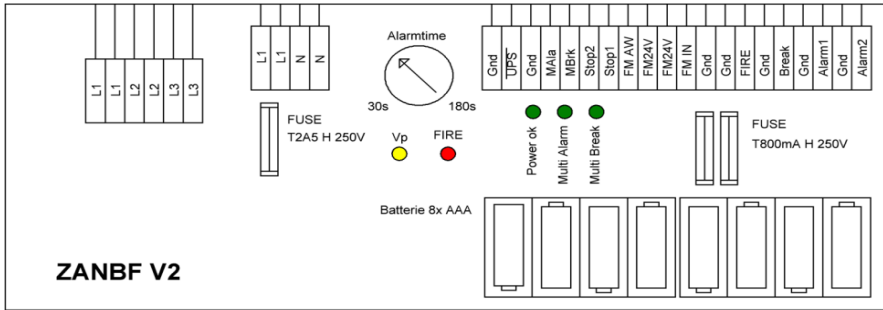 L1
L1
L2
L2
L3
L3
L1
L1
N
N
Alarmtime
30s
180s
Gnd
UPS
Gnd
MAla
MBrk
Stop2
Stop1
FM AW
FM24V
FM24V
FM IN
Gnd
Gnd
FIRE
Gnd
Break
Gnd
Alarm1
Gnd
Alarm2
FUSE
T2A5 H 250V
Vp
FIRE
Power ok
Multi Alarm
Multi Break
FUSE
T800mA H 250V
Batterie 8x AAA
ZANBF V2